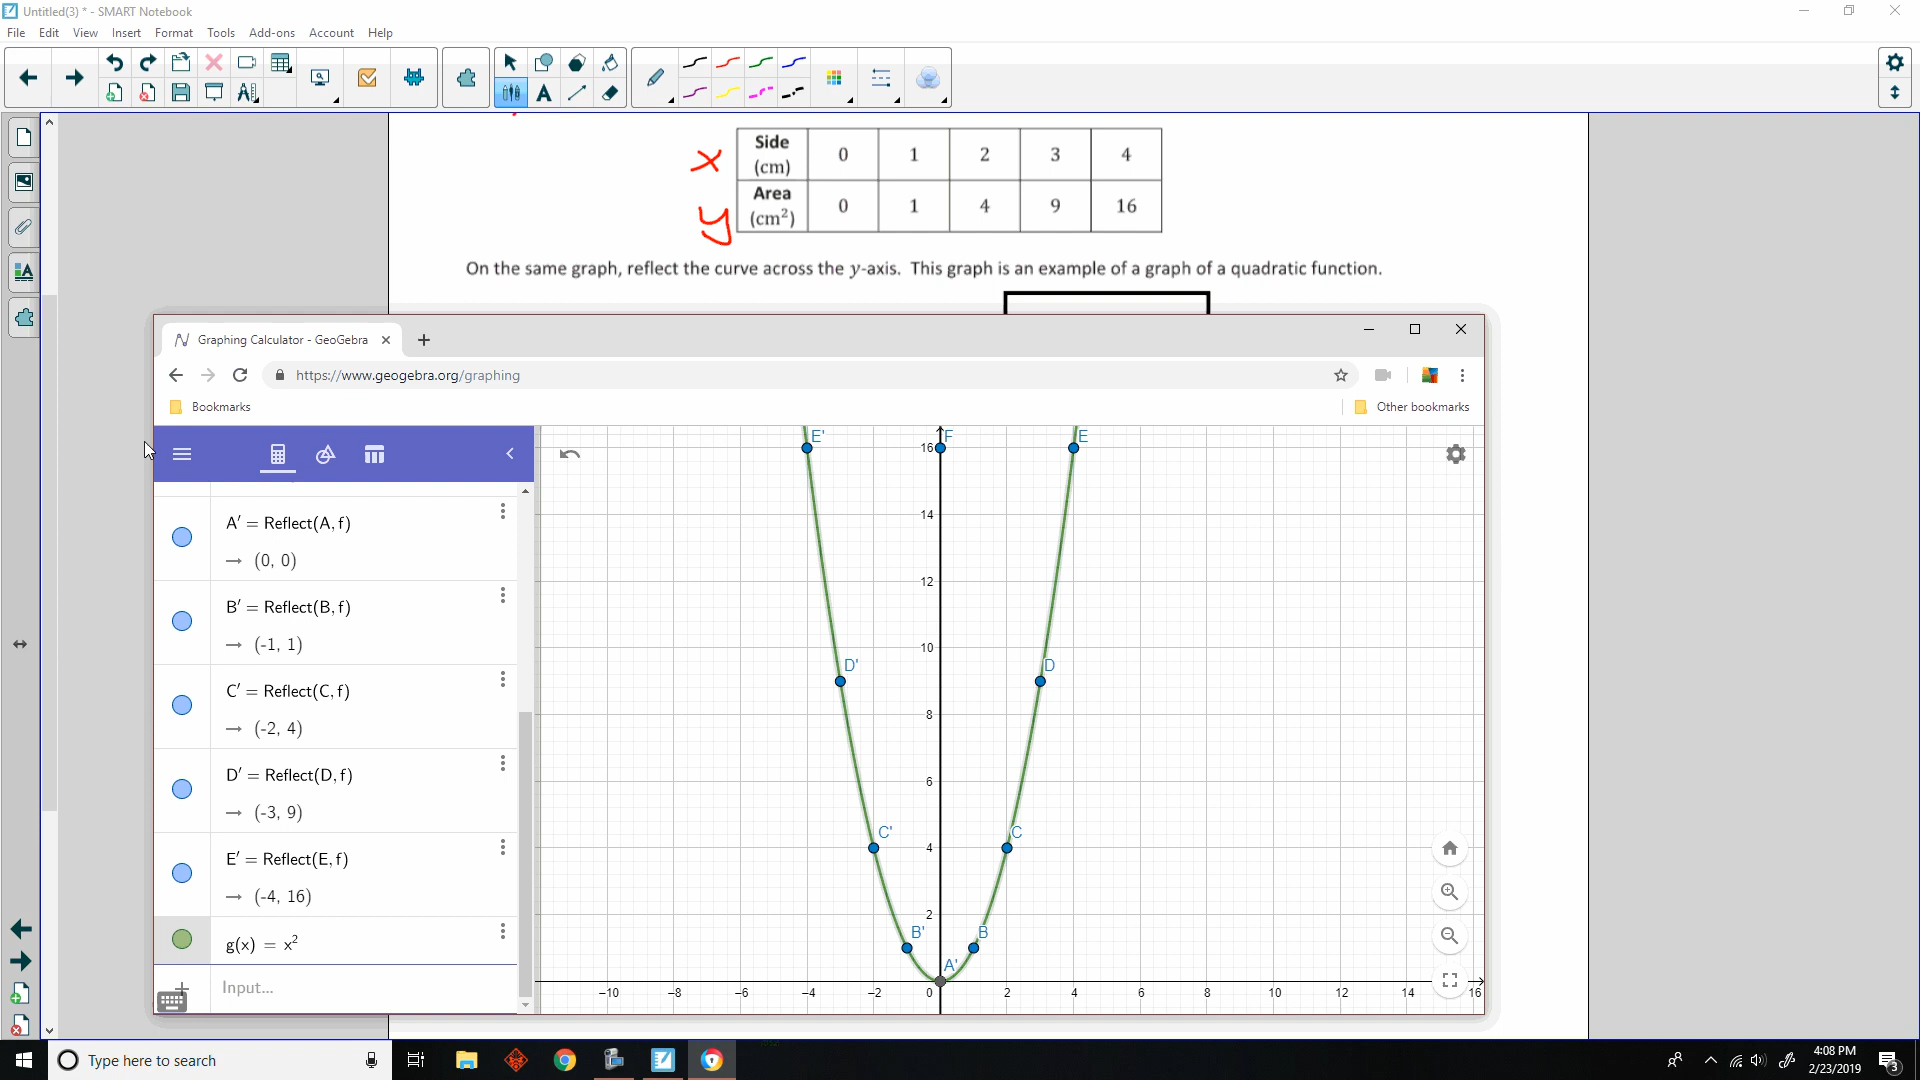 Untitled(3) * - SMART Notebook
File Edit View Insert Format Tools Add-ons Account Help
x Side (cm) 0 1 2 3 4
y Area (cm²) 0 1 4 9 16
On the same graph, reflect the curve across the y-axis. This graph is an example of a graph of a quadratic function.
Graphing Calculator - GeoGebra
https://www.geogebra.org/graphing
Bookmarks Other bookmarks
A′ = Reflect(A, f)
→ (0, 0)
B′ = Reflect(B, f)
→ (-1, 1)
C′ = Reflect(C, f)
→ (-2, 4)
D′ = Reflect(D, f)
→ (-3, 9)
E′ = Reflect(E, f)
→ (-4, 16)
g(x) = x²
Input...
E' 16 F E
14
12
10
D' D
8
6
C' 4 C
2
B' B
A'
−10 −8 −6 −4 −2 0 2 4 6 8 10 12 14 16
Type here to search
4:08 PM
2/23/2019
3